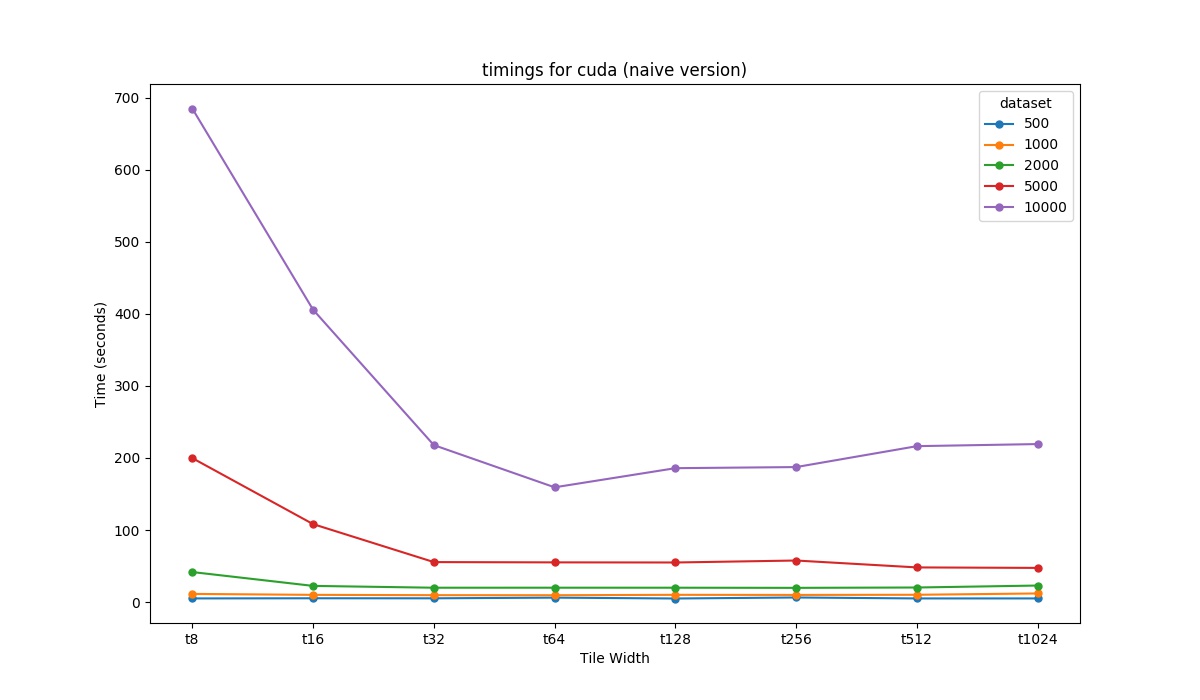 timings for cuda (naive version)
dataset
500
1000
2000
5000
10000
Time (seconds)
700
600
500
400
300
200
100
0
t8 t16 t32 t64 t128 t256 t512 t1024
Tile Width